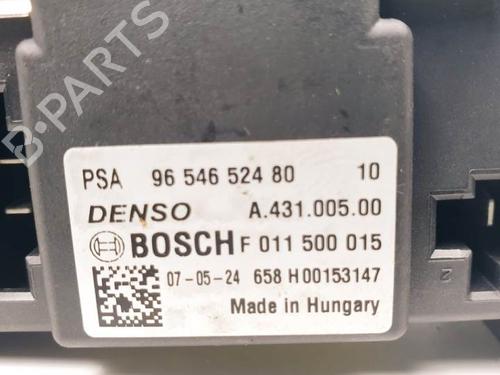 B-PARTS
PSA 96 546 524 80 10
DENSO A.431.005.00
BOSCH F 011 500 015
07-05-24 658 H00153147
Made in Hungary
2